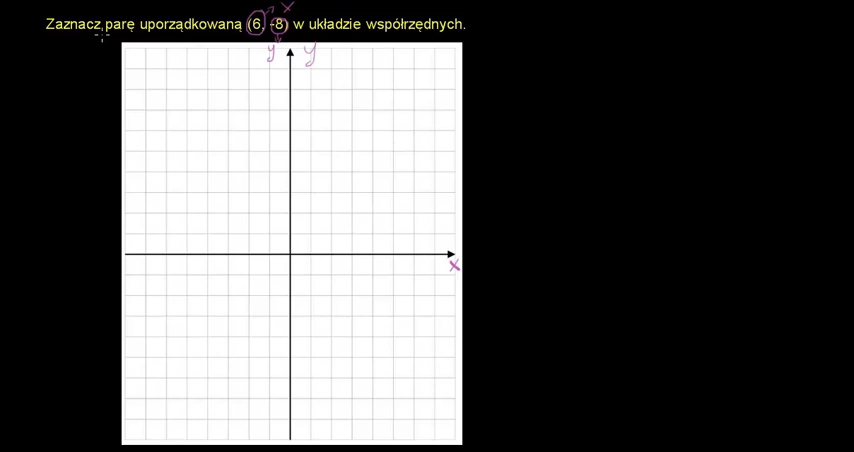 Zaznacz parę uporządkowaną (6, -8) w układzie współrzędnych.
x
y
y
x